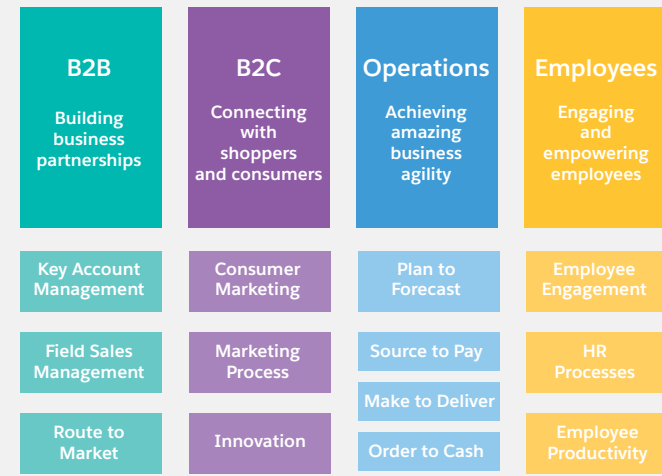 B2B
Building
business
partnerships
Key Account
Management
Field Sales
Management
Route to
Market
B2C
Connecting
with
shoppers
and consumers
Consumer
Marketing
Marketing
Process
Innovation
Operations
Achieving
amazing
business
agility
Plan to
Forecast
Source to Pay
Make to Deliver
Order to Cash
Employees
Engaging
and
empowering
employees
Employee
Engagement
HR
Processes
Employee
Productivity